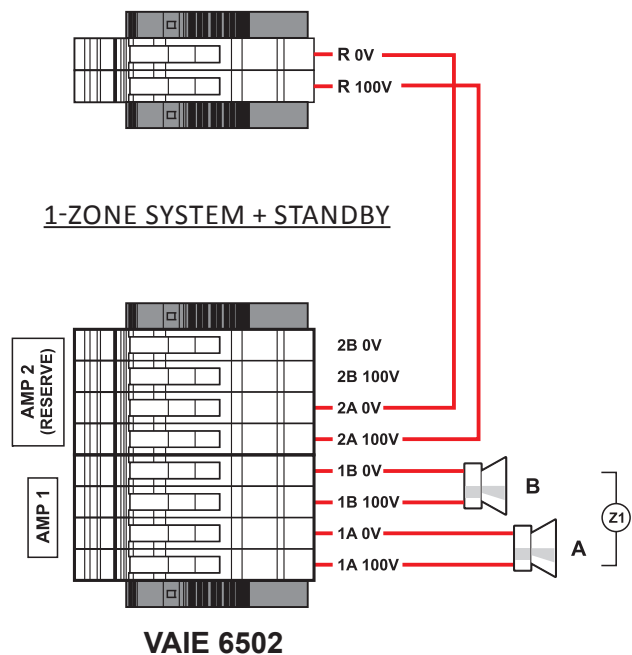 R 0V
R 100V
1-ZONE SYSTEM + STANDBY
AMP 2
(RESERVE)
2B 0V
2B 100V
2A 0V
2A 100V
AMP 1
1B 0V
1B 100V
B
1A 0V
1A 100V
A
Z1
VAIE 6502